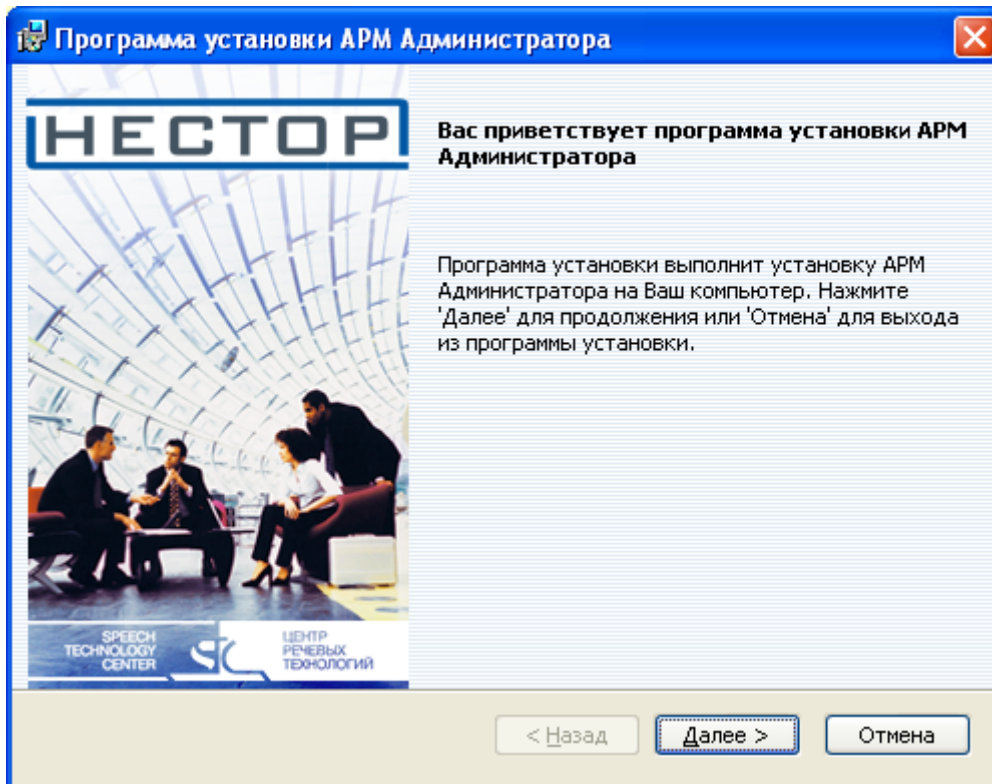 Программа установки АРМ Администратора
НЕСТОР
Вас приветствует программа установки АРМ
Администратора
Программа установки выполнит установку АРМ
Администратора на Ваш компьютер. Нажмите
'Далее' для продолжения или 'Отмена' для выхода
из программы установки.
SPEECH
TECHNOLOGY
CENTER
ЦЕНТР
РЕЧЕВЫХ
ТЕХНОЛОГИЙ
< Назад
Далее >
Отмена